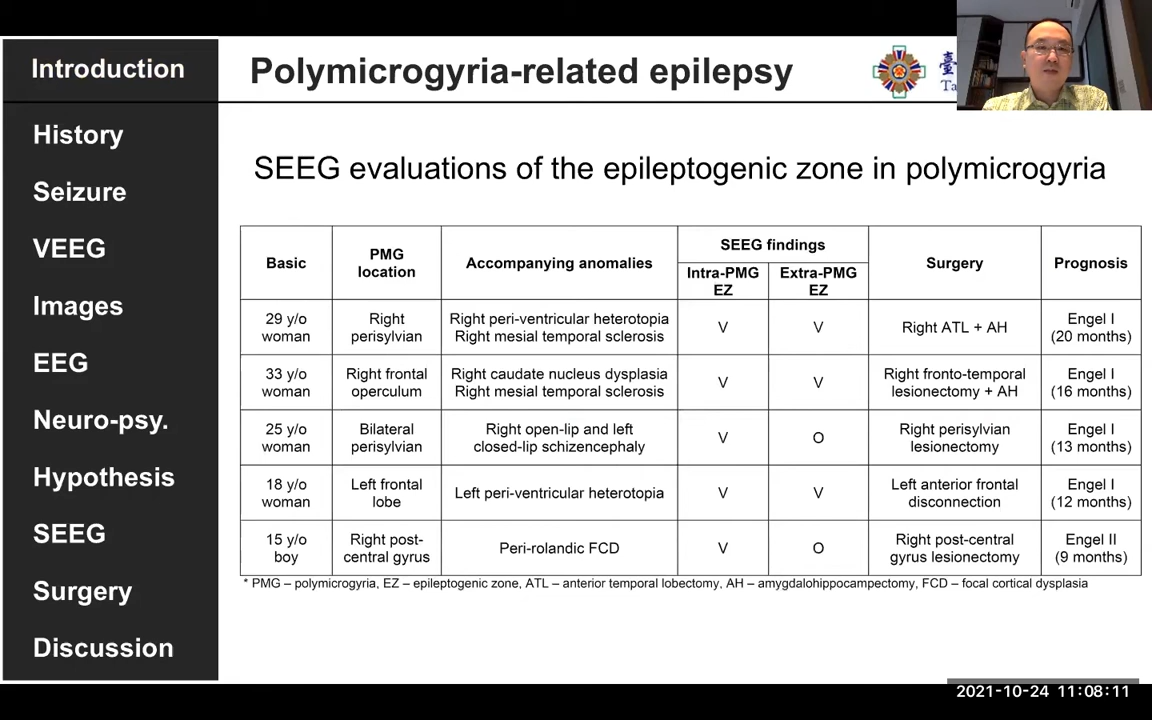 Introduction
History
Seizure
VEEG
Images
EEG
Neuro-psy.
Hypothesis
SEEG
Surgery
Discussion
Polymicrogyria-related epilepsy
臺
Ta
SEEG evaluations of the epileptogenic zone in polymicrogyria
Basic
PMG
location
Accompanying anomalies
SEEG findings
Intra-PMG
EZ
Extra-PMG
EZ
Surgery
Prognosis
29 y/o
woman
Right
perisylvian
Right peri-ventricular heterotopia
Right mesial temporal sclerosis
V
V
Right ATL + AH
Engel I
(20 months)
33 y/o
woman
Right frontal
operculum
Right caudate nucleus dysplasia
Right mesial temporal sclerosis
V
V
Right fronto-temporal
lesionectomy + AH
Engel I
(16 months)
25 y/o
woman
Bilateral
perisylvian
Right open-lip and left
closed-lip schizencephaly
V
O
Right perisylvian
lesionectomy
Engel I
(13 months)
18 y/o
woman
Left frontal
lobe
Left peri-ventricular heterotopia
V
V
Left anterior frontal
disconnection
Engel I
(12 months)
15 y/o
boy
Right post-
central gyrus
Peri-rolandic FCD
V
O
Right post-central
gyrus lesionectomy
Engel II
(9 months)
* PMG – polymicrogyria, EZ – epileptogenic zone, ATL – anterior temporal lobectomy, AH – amygdalohippocampectomy, FCD – focal cortical dysplasia
2021-10-24 11:08:11